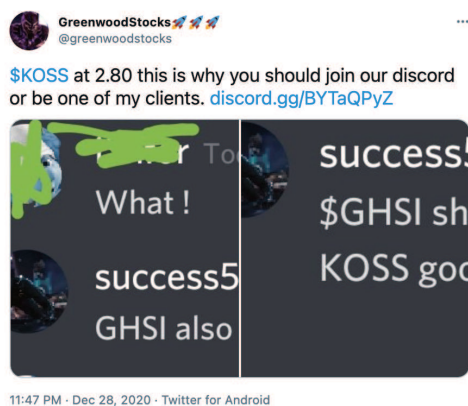 GreenwoodStocks🚀🚀🚀
@greenwoodstocks
$KOSS at 2.80 this is why you should join our discord
or be one of my clients. discord.gg/BYTaQPyZ
What !
success5
GHSI also
success
$GHSI sh
KOSS goo
11:47 PM · Dec 28, 2020 · Twitter for Android